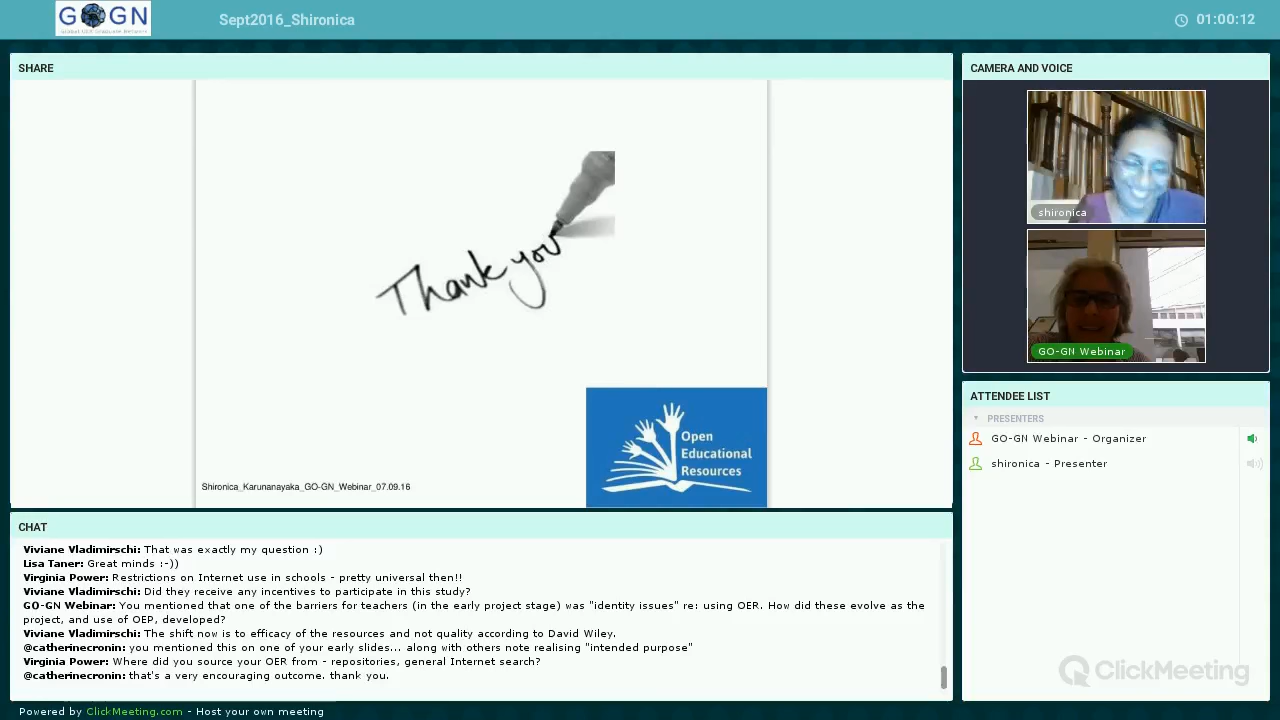 GO GN
Global OER Graduate Network
Sept2016_Shironica
01:00:12
SHARE
Thank you
Open
Educational
Resources
Shironica_Karunanayaka_GO-GN_Webinar_07.09.16
CAMERA AND VOICE
shironica
GO-GN Webinar
ATTENDEE LIST
PRESENTERS
GO-GN Webinar - Organizer
shironica - Presenter
ClickMeeting
CHAT
Viviane Vladimirschi: That was exactly my question :)
Lisa Taner: Great minds :-))
Virginia Power: Restrictions on Internet use in schools - pretty universal then!!
Viviane Vladimirschi: Did they receive any incentives to participate in this study?
GO-GN Webinar: You mentioned that one of the barriers for teachers (in the early project stage) was "identity issues" re: using OER. How did these evolve as the
project, and use of OEP, developed?
Viviane Vladimirschi: The shift now is to efficacy of the resources and not quality according to David Wiley.
@catherinecronin: you mentioned this on one of your early slides... along with others note realising "intended purpose"
Virginia Power: Where did you source your OER from - repositories, general Internet search?
@catherinecronin: that's a very encouraging outcome. thank you.
Powered by ClickMeeting.com - Host your own meeting